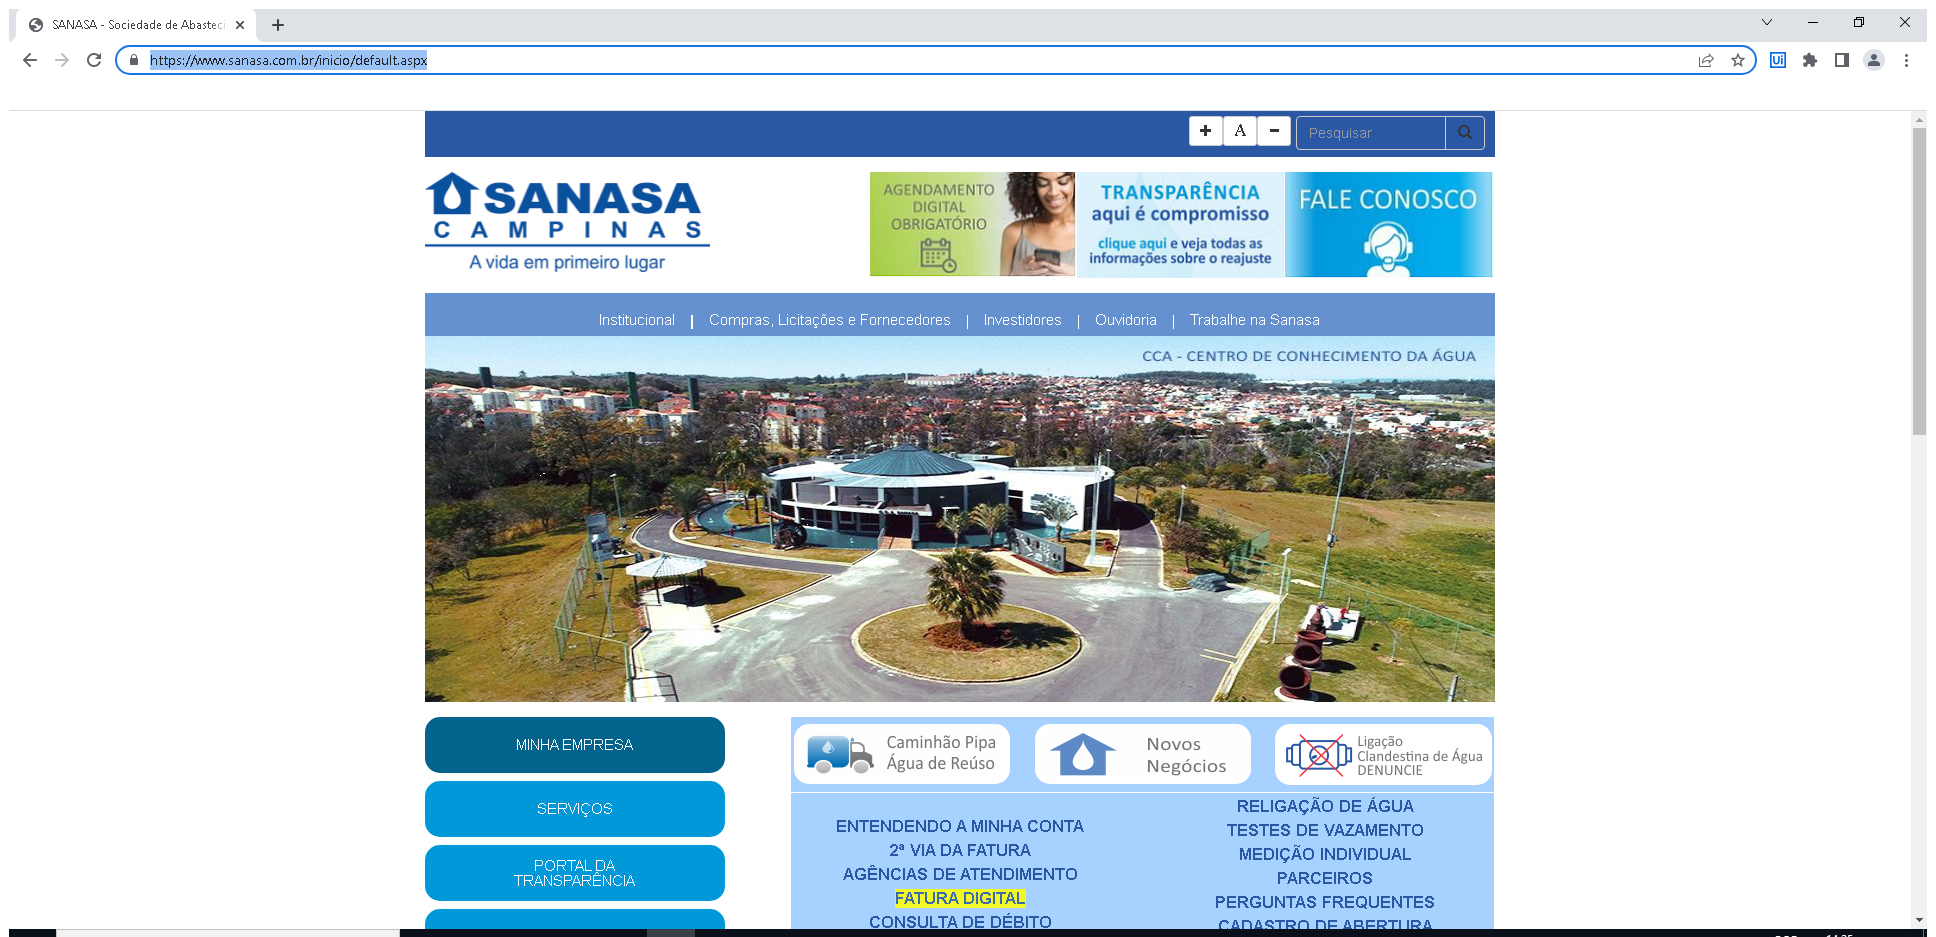 SANASA - Sociedade de Abasteci
https://www.sanasa.com.br/inicio/default.aspx
Ui
+ A -
Pesquisar
SANASA
CAMPINAS
A vida em primeiro lugar
AGENDAMENTO
DIGITAL
OBRIGATÓRIO
TRANSPARÊNCIA
aqui é compromisso
clique aqui e veja todas as
informações sobre o reajuste
FALE CONOSCO
Institucional | Compras, Licitações e Fornecedores | Investidores | Ouvidoria | Trabalhe na Sanasa
CCA - CENTRO DE CONHECIMENTO DA ÁGUA
MINHA EMPRESA
SERVIÇOS
PORTAL DA
TRANSPARÊNCIA
Caminhão Pipa
Água de Reúso
Novos
Negócios
Ligação
Clandestina de Água
DENUNCIE
ENTENDENDO A MINHA CONTA
2ª VIA DA FATURA
AGÊNCIAS DE ATENDIMENTO
FATURA DIGITAL
CONSULTA DE DÉBITO
RELIGAÇÃO DE ÁGUA
TESTES DE VAZAMENTO
MEDIÇÃO INDIVIDUAL
PARCEIROS
PERGUNTAS FREQUENTES
CADASTRO DE ABERTURA